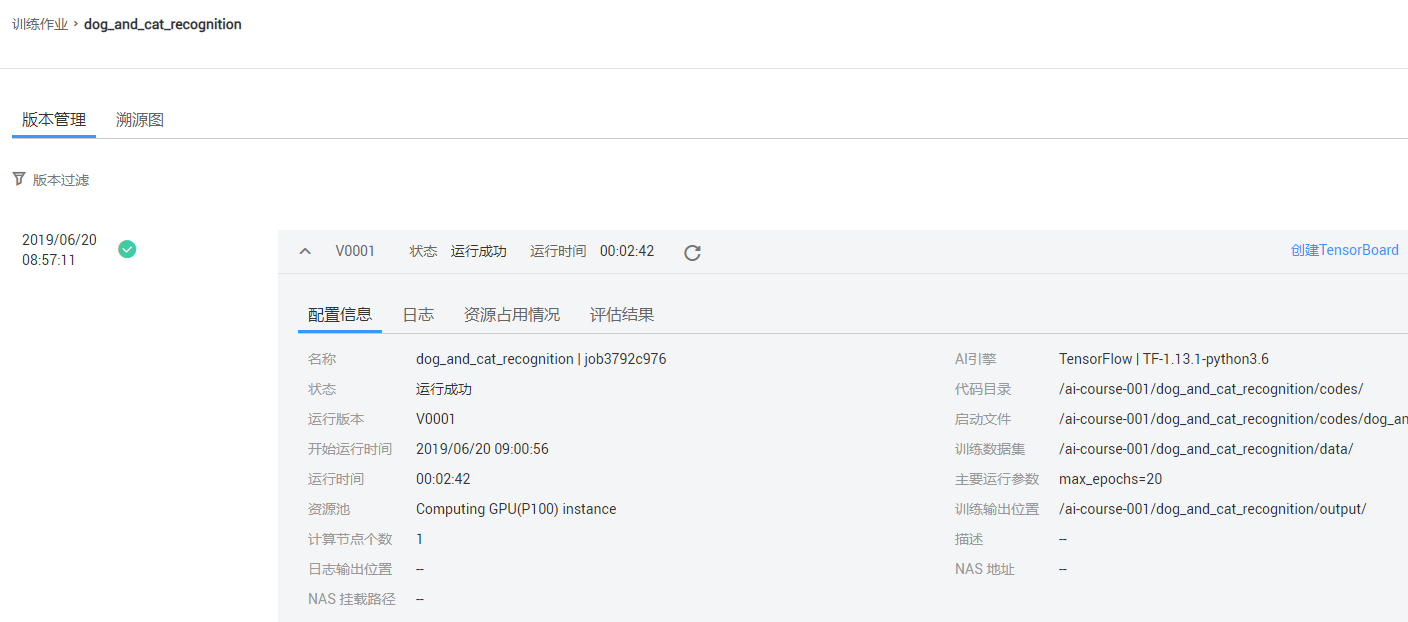 训练作业 › dog_and_cat_recognition
版本管理 溯源图
版本过滤
2019/06/20
08:57:11
V0001 状态 运行成功 运行时间 00:02:42 创建TensorBoard
配置信息 日志 资源占用情况 评估结果
名称 dog_and_cat_recognition | job3792c976 AI引擎 TensorFlow | TF-1.13.1-python3.6
状态 运行成功 代码目录 /ai-course-001/dog_and_cat_recognition/codes/
运行版本 V0001 启动文件 /ai-course-001/dog_and_cat_recognition/codes/dog_an
开始运行时间 2019/06/20 09:00:56 训练数据集 /ai-course-001/dog_and_cat_recognition/data/
运行时间 00:02:42 主要运行参数 max_epochs=20
资源池 Computing GPU(P100) instance 训练输出位置 /ai-course-001/dog_and_cat_recognition/output/
计算节点个数 1 描述 --
日志输出位置 -- NAS 地址 --
NAS 挂载路径 --